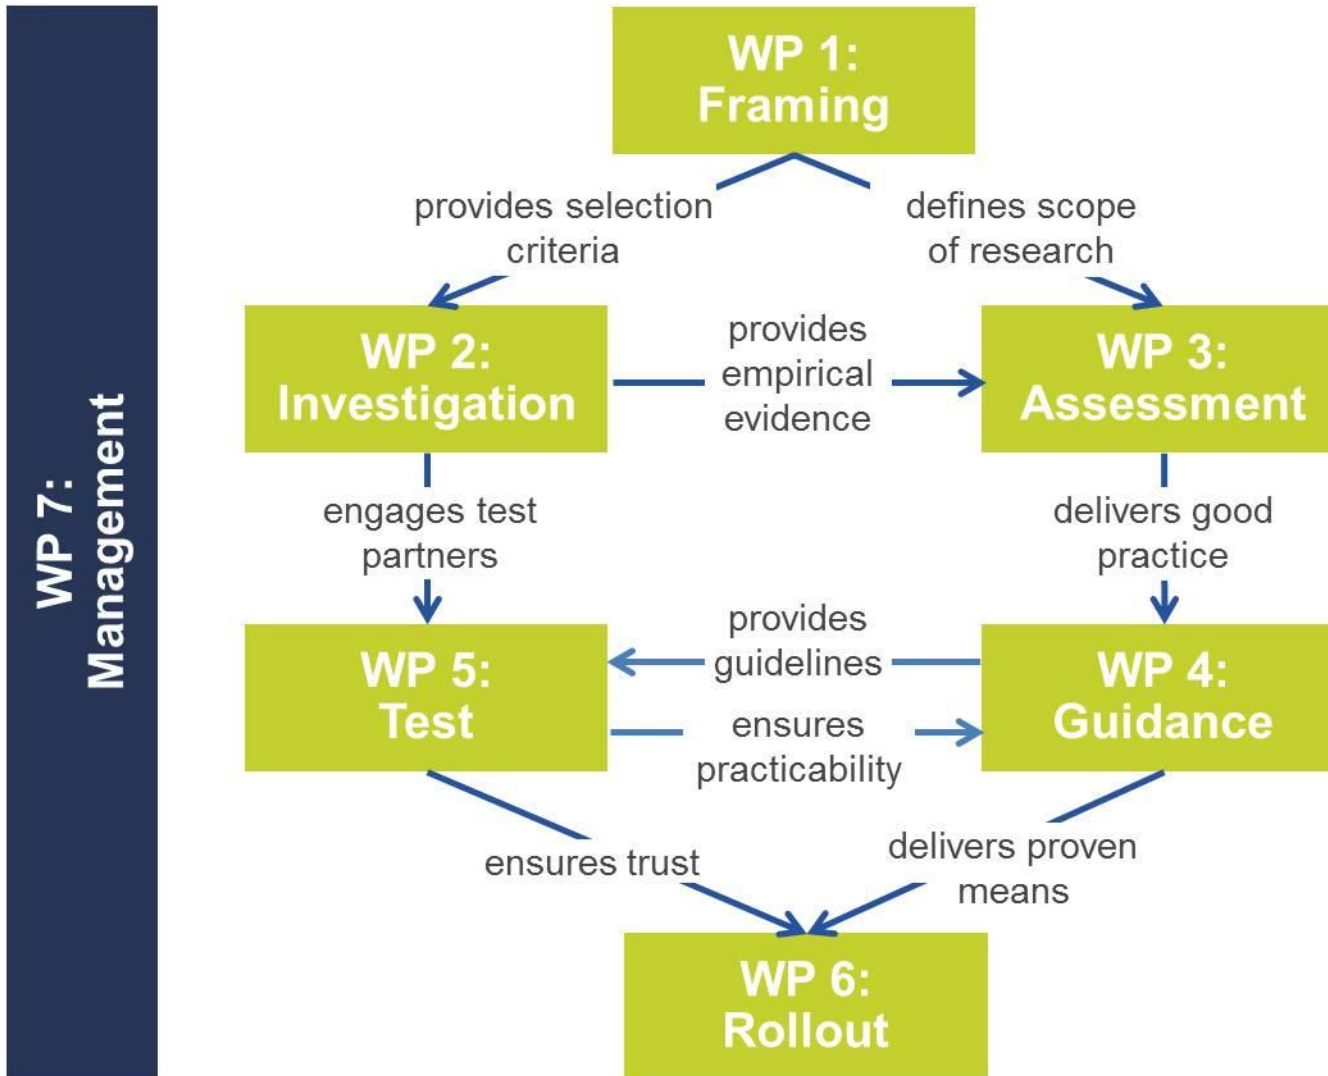 WP 7:
Management
WP 1:
Framing
provides selection
criteria
defines scope
of research
WP 2:
Investigation
provides
empirical
evidence
WP 3:
Assessment
engages test
partners
delivers good
practice
WP 5:
Test
provides
guidelines
ensures
practicability
WP 4:
Guidance
ensures trust
delivers proven
means
WP 6:
Rollout